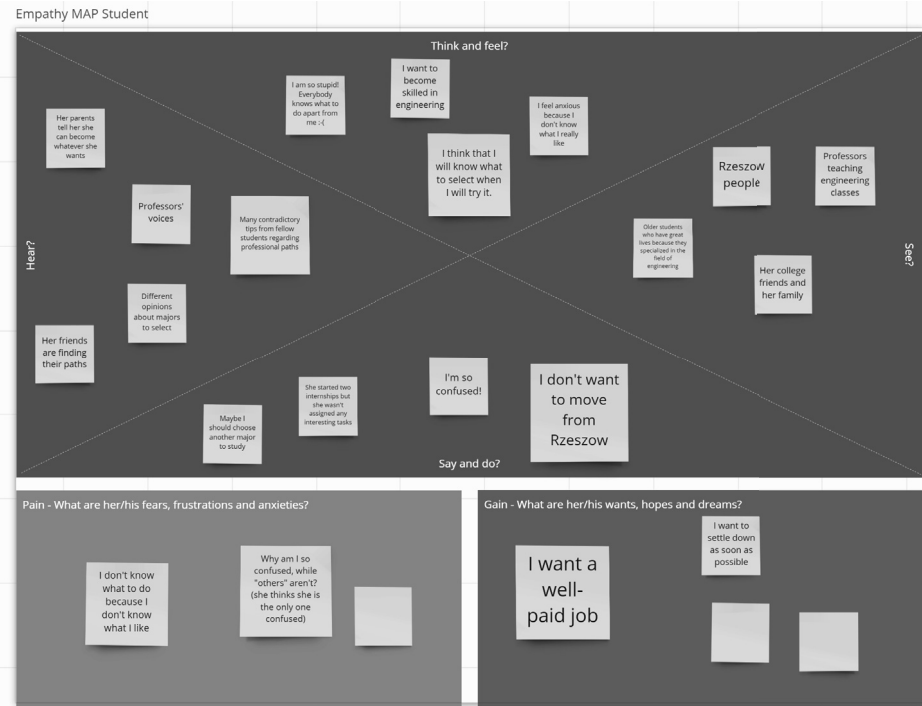 Empathy MAP Student
Think and feel?
I am so stupid!
Everybody
knows what to
do apart from
me :-(
I want to
become
skilled in
engineering
I feel anxious
because I
don't know
what I really
like
I think that I
will know what
to select when
I will try it.
Hear?
Her parents
tell her she
can become
whatever she
wants
Professors'
voices
Many contradictory
tips from fellow
students regarding
professional paths
Different
opinions
about majors
to select
Her friends
are finding
their paths
See?
Rzeszow
people
Professors
teaching
engineering
classes
Older students
who have great
lives because they
specialized in the
field of
engineering
Her college
friends and
her family
Say and do?
Maybe I
should choose
another major
to study
She started two
internships but
she wasn't
assigned any
interesting tasks
I'm so
confused!
I don't want
to move
from
Rzeszow
Pain - What are her/his fears, frustrations and anxieties?
I don't know
what to do
because I
don't know
what I like
Why am I so
confused, while
"others" aren't?
(she thinks she is
the only one
confused)
Gain - What are her/his wants, hopes and dreams?
I want a
well-
paid job
I want to
settle down
as soon as
possible